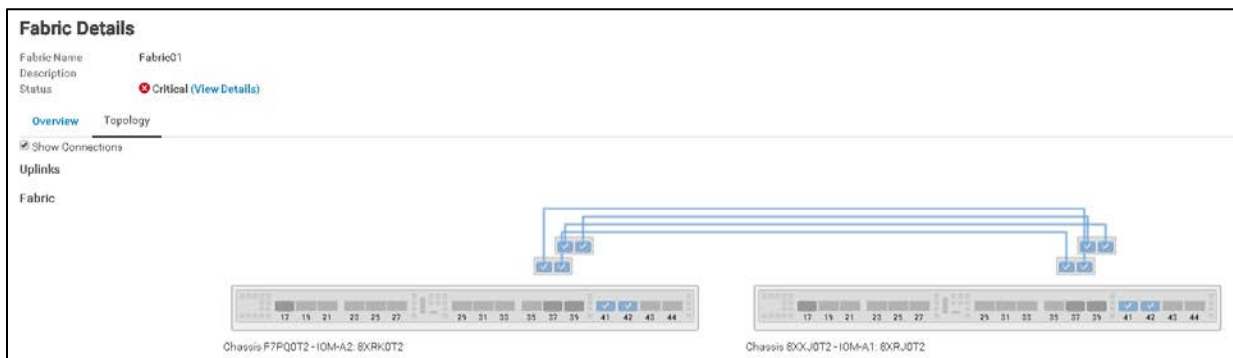 Fabric Details
Fabric Name Fabric01
Description
Status Critical (View Details)
Overview Topology
Show Connections
Uplinks
Fabric
17 19 21 23 25 27 29 31 33 35 37 39 41 42 43 44 17 19 21 23 25 27 29 31 33 35 37 39 41 42 43 44
Chassis F7PQ0T2 - IOM-A2: 8XRK0T2 Chassis 8XXJ0T2 - IOM-A1: 8XRJ0T2